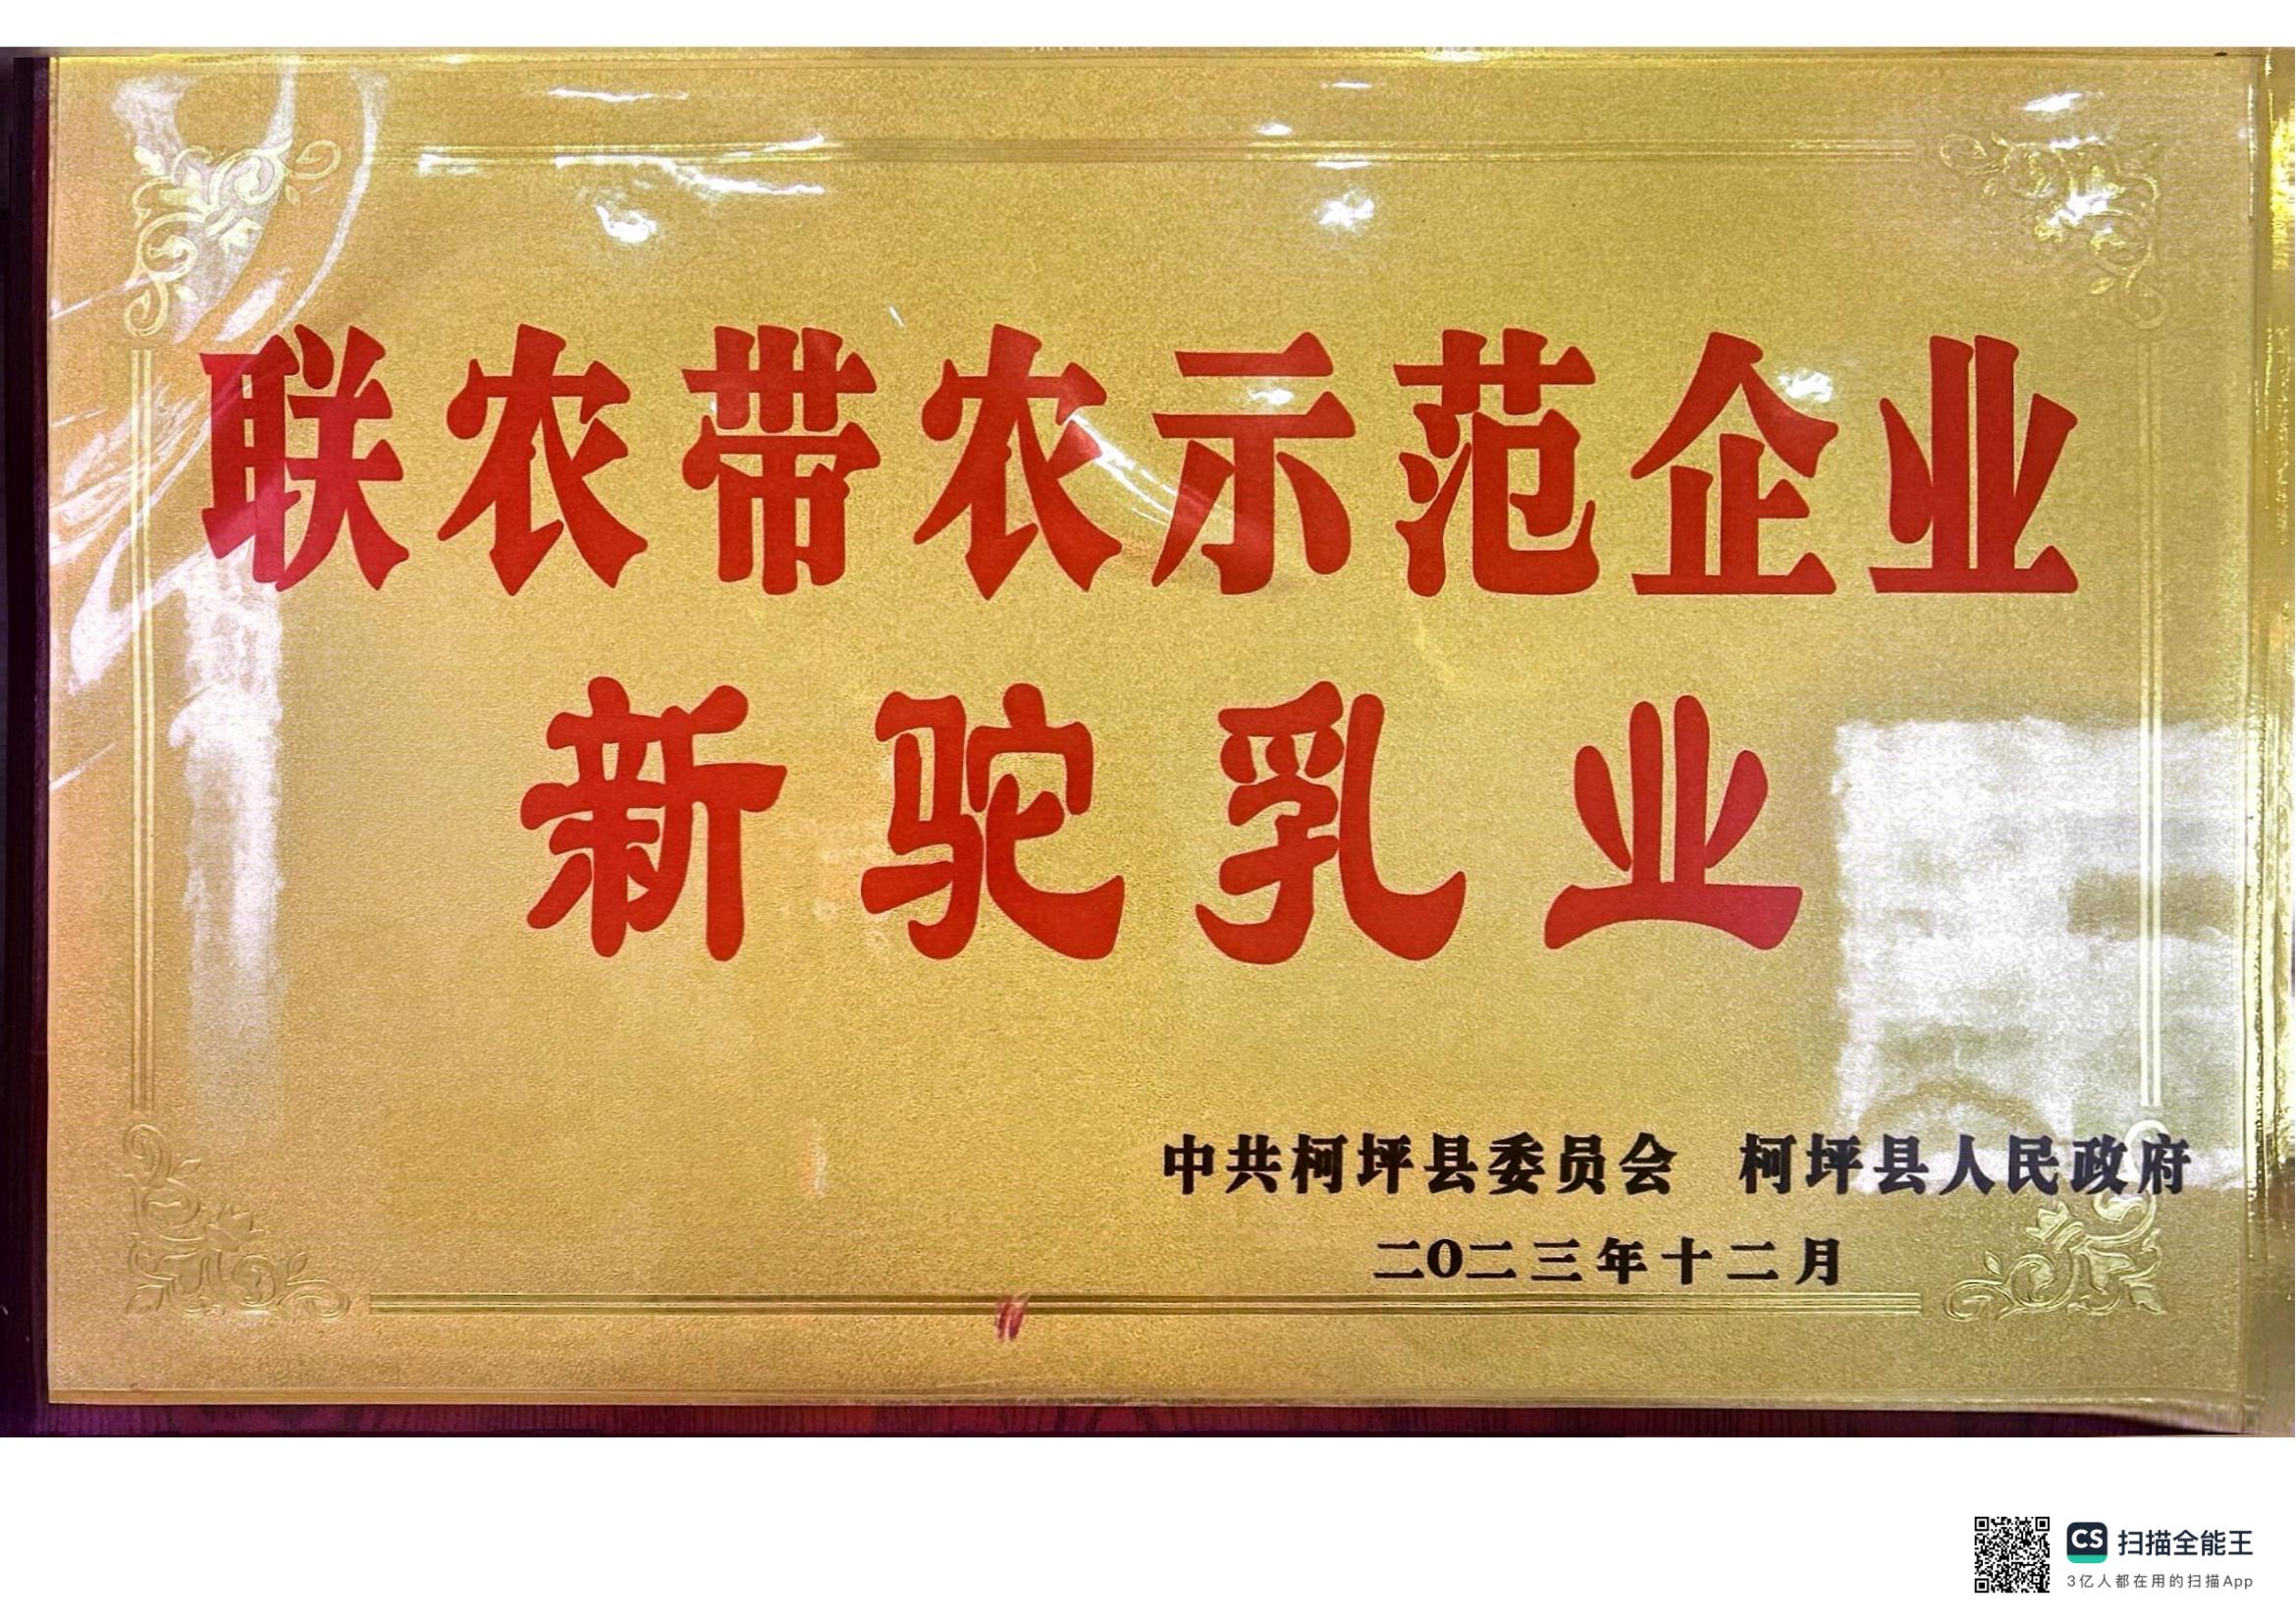 联农带农示范企业
新驼乳业
中共柯坪县委员会 柯坪县人民政府
二〇二三年十二月
CS 扫描全能王
3亿人都在用的扫描App